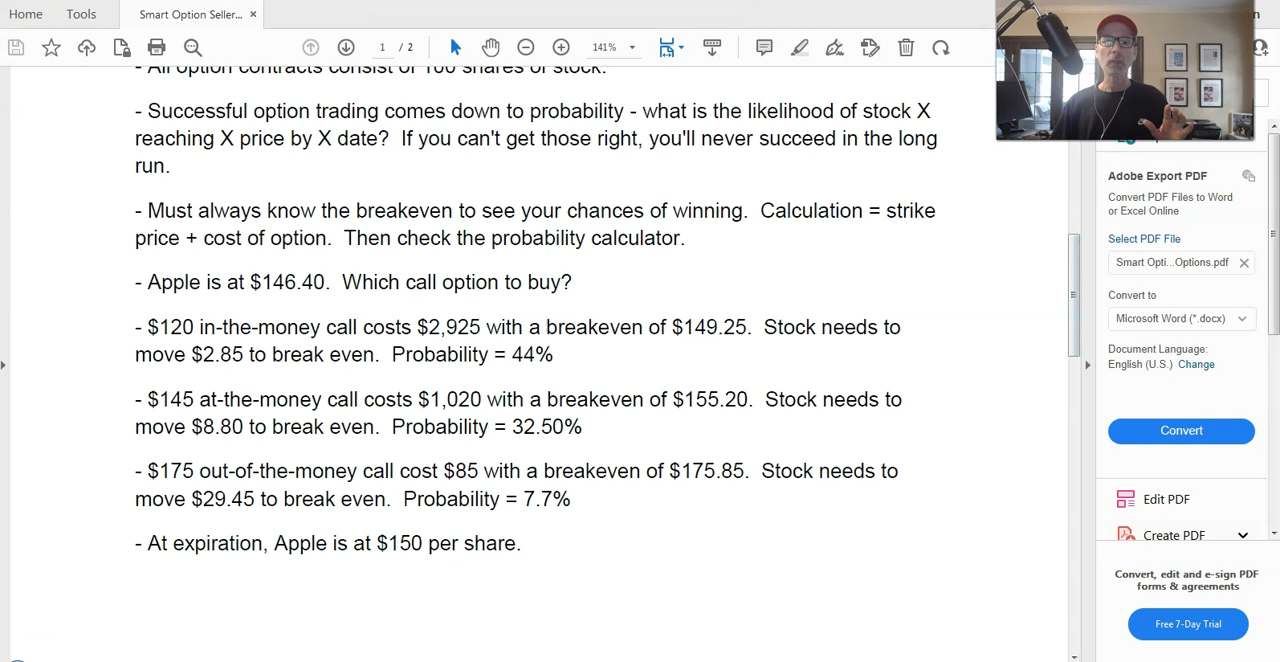 Home
Tools
Smart Option Seller... ×
1 / 2
141%
- All option contracts consist of 100 shares of stock.
- Successful option trading comes down to probability - what is the likelihood of stock X
reaching X price by X date?  If you can't get those right, you'll never succeed in the long
run.
- Must always know the breakeven to see your chances of winning.  Calculation = strike
price + cost of option.  Then check the probability calculator.
- Apple is at $146.40.  Which call option to buy?
- $120 in-the-money call costs $2,925 with a breakeven of $149.25.  Stock needs to
move $2.85 to break even.  Probability = 44%
- $145 at-the-money call costs $1,020 with a breakeven of $155.20.  Stock needs to
move $8.80 to break even.  Probability = 32.50%
- $175 out-of-the-money call cost $85 with a breakeven of $175.85.  Stock needs to
move $29.45 to break even.  Probability = 7.7%
- At expiration, Apple is at $150 per share.
Adobe Export PDF
Convert PDF Files to Word
or Excel Online
Select PDF File
Smart Opti...Options.pdf
Convert to
Microsoft Word (*.docx)
Document Language:
English (U.S.) Change
Convert
Edit PDF
Create PDF
Convert, edit and e-sign PDF
forms & agreements
Free 7-Day Trial